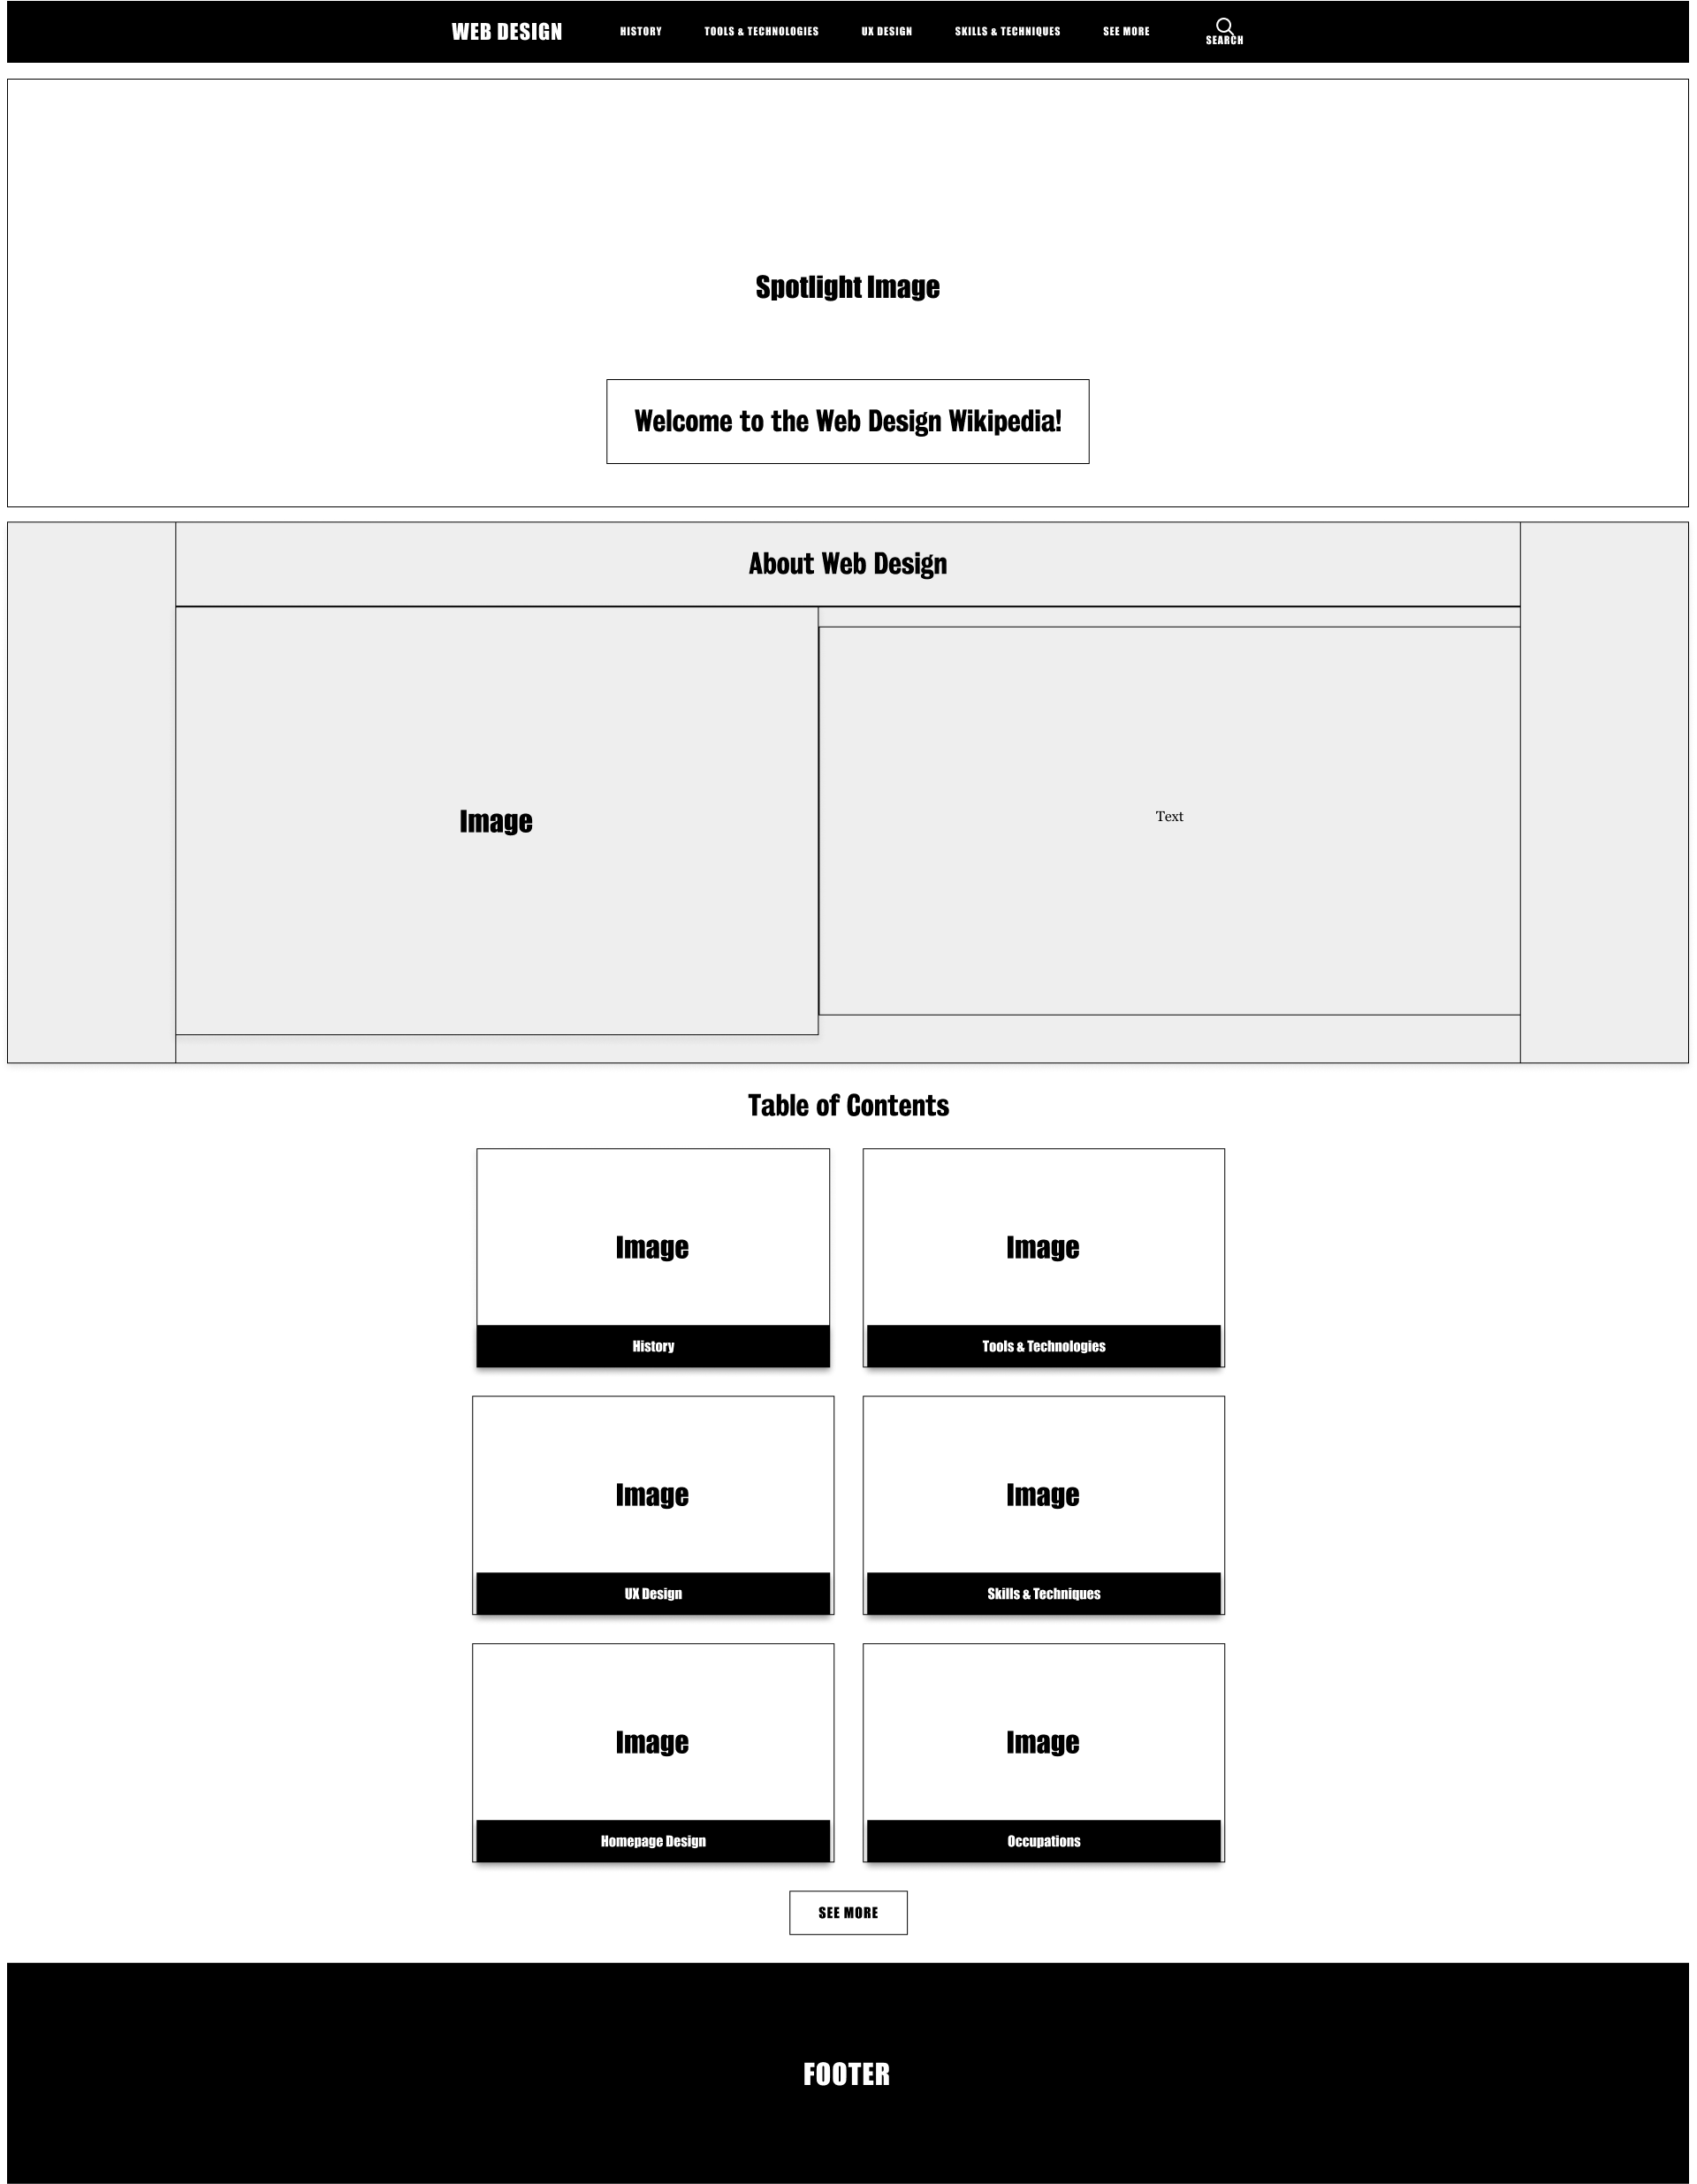 WEB DESIGN HISTORY TOOLS & TECHNOLOGIES UX DESIGN SKILLS & TECHNIQUES SEE MORE SEARCH
Spotlight Image
Welcome to the Web Design Wikipedia!
About Web Design
Image
Text
Table of Contents
Image Image
History Tools & Technologies
Image Image
UX Design Skills & Techniques
Image Image
Homepage Design Occupations
SEE MORE
FOOTER